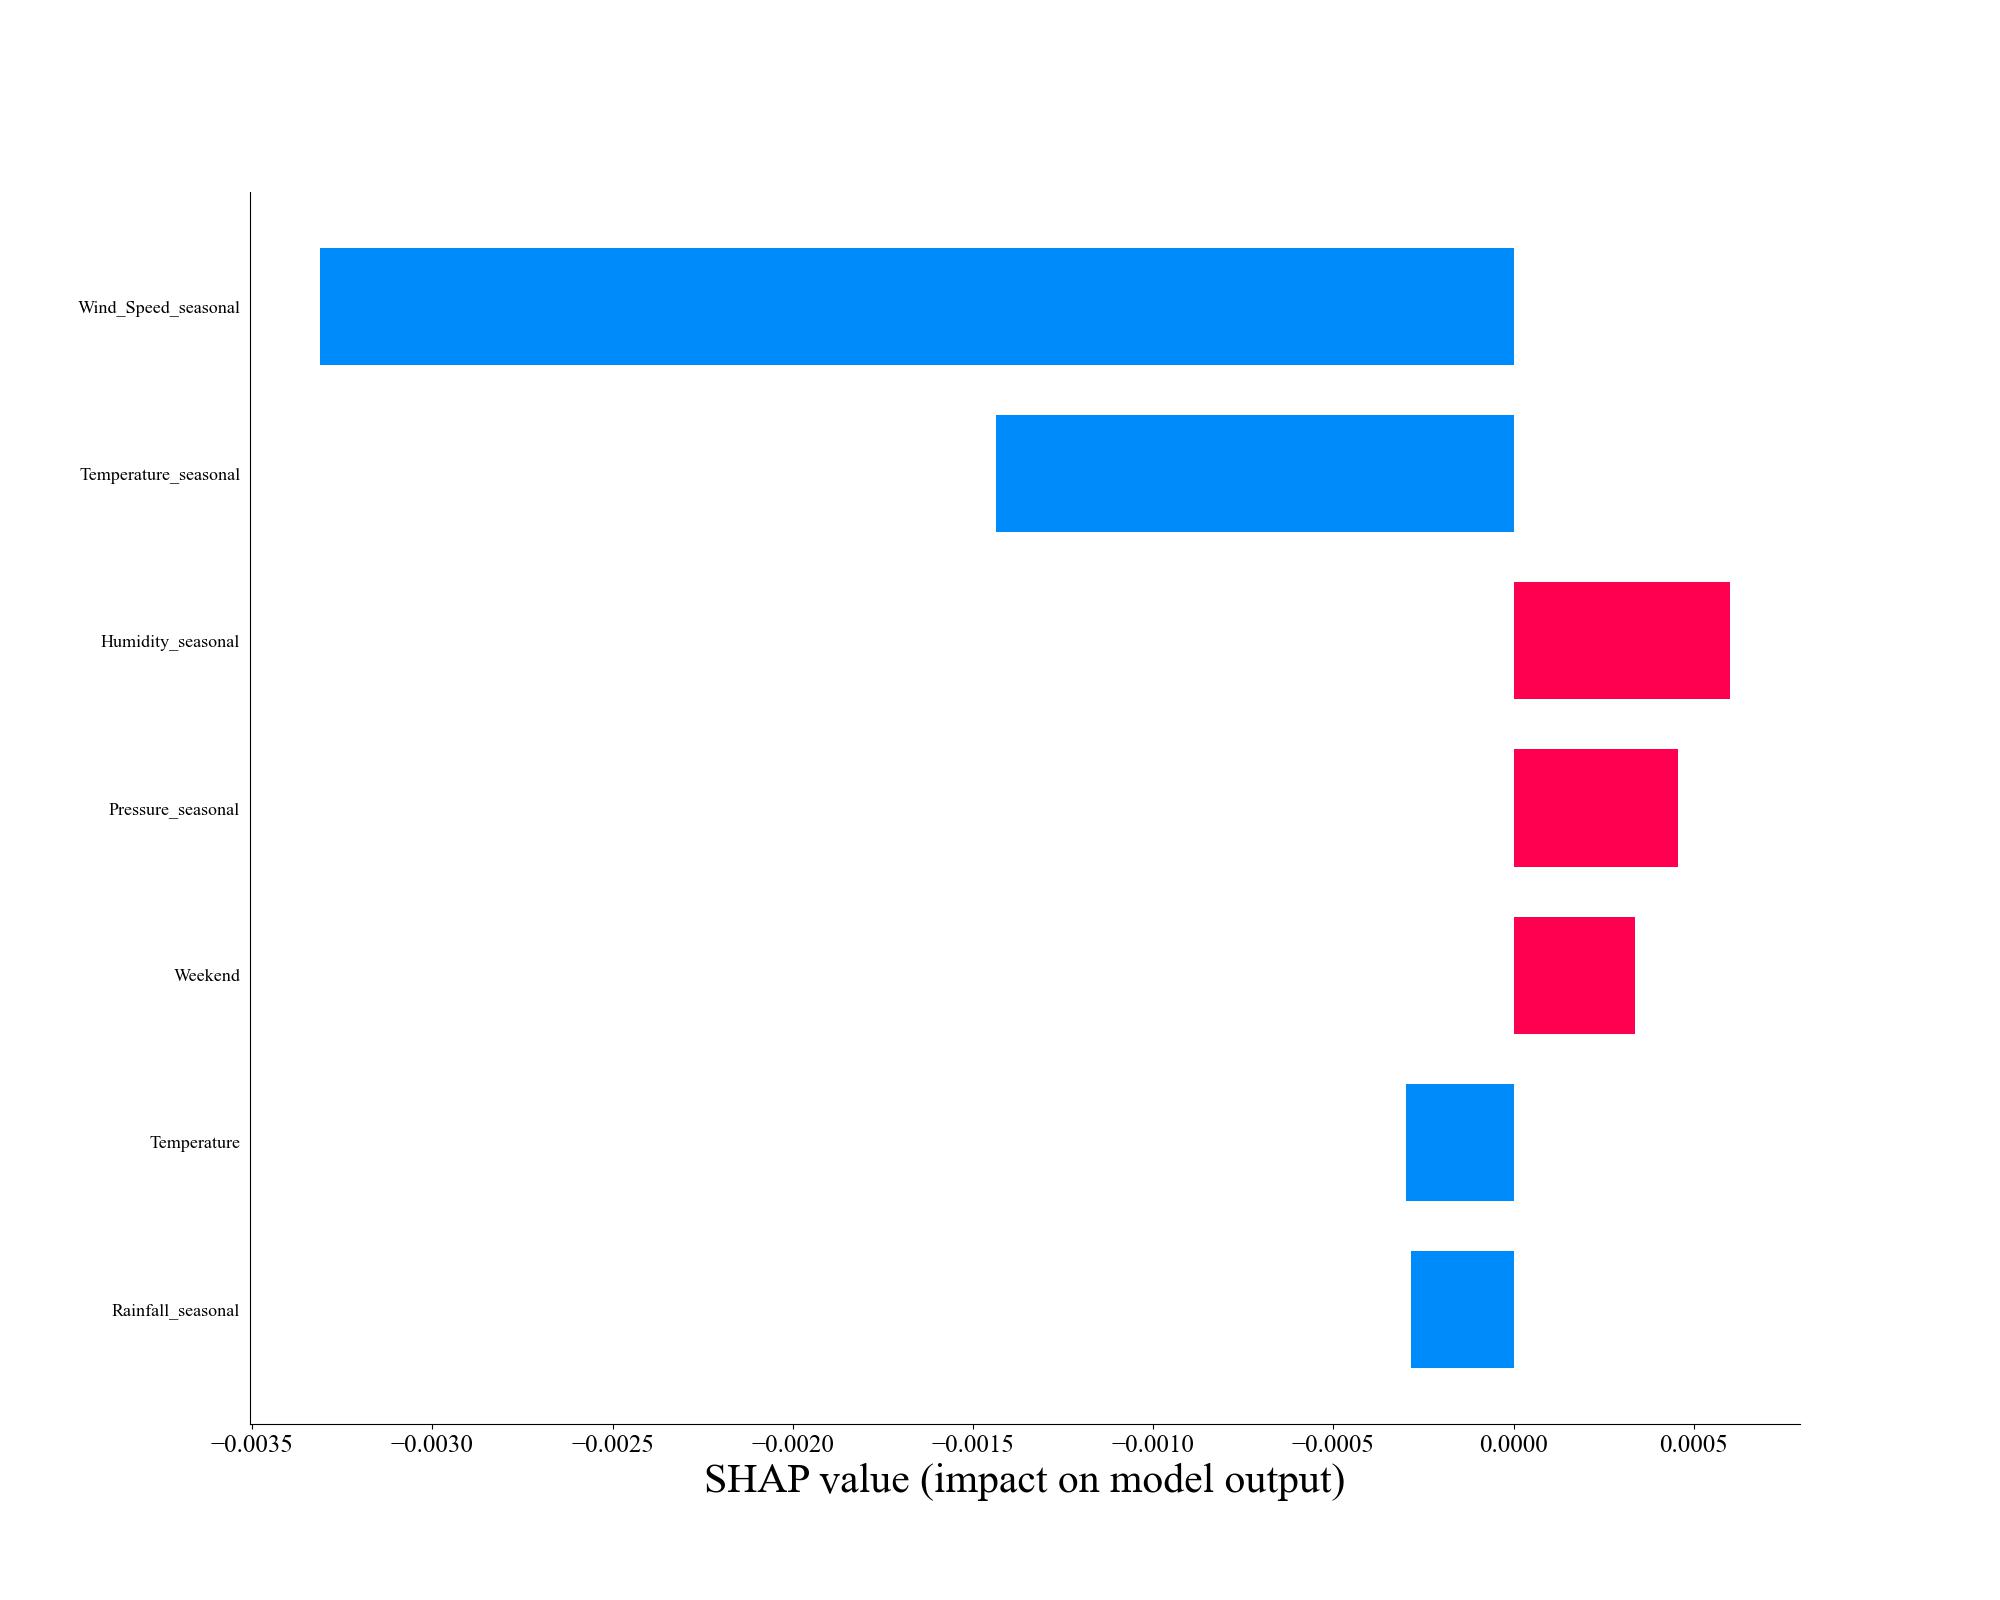 Wind_Speed_seasonal
Temperature_seasonal
Humidity_seasonal
Pressure_seasonal
Weekend
Temperature
Rainfall_seasonal
−0.0035 −0.0030 −0.0025 −0.0020 −0.0015 −0.0010 −0.0005 0.0000 0.0005
SHAP value (impact on model output)